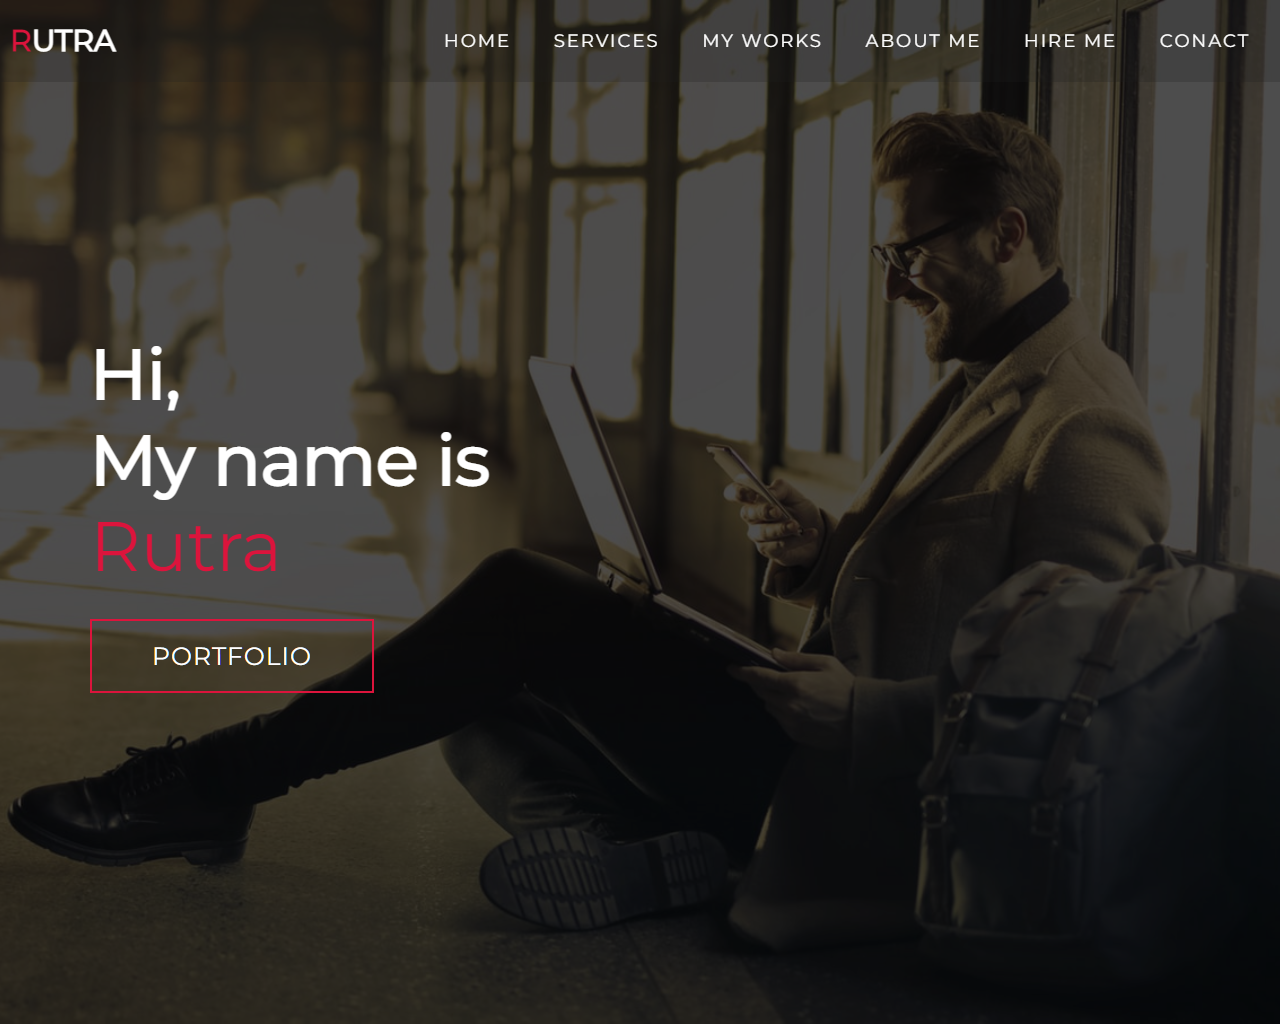 RUTRA
HOME SERVICES MY WORKS ABOUT ME HIRE ME CONACT
Hi,
My name is
Rutra
PORTFOLIO